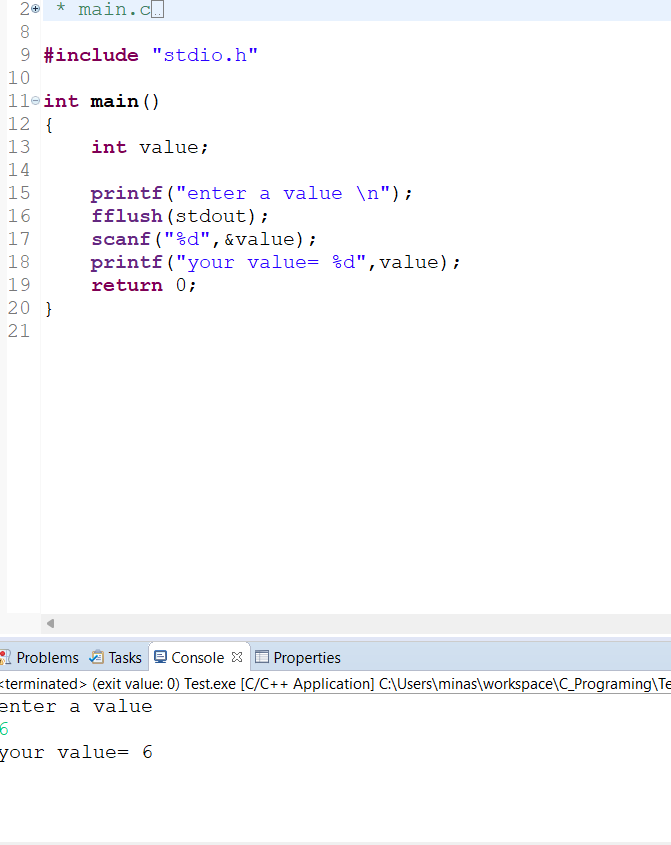 2 * main.c
8
9 #include "stdio.h"
10
11 int main()
12 {
13 int value;
14
15 printf("enter a value \n");
16 fflush(stdout);
17 scanf("%d",&value);
18 printf("your value= %d",value);
19 return 0;
20 }
21
Problems Tasks Console Properties
<terminated> (exit value: 0) Test.exe [C/C++ Application] C:\Users\minas\workspace\C_Programing\Te
enter a value
6
your value= 6